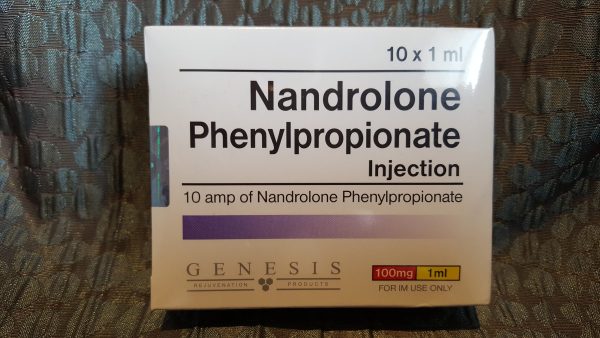 10 x 1 ml
Nandrolone
Phenylpropionate
Injection
10 amp of Nandrolone Phenylpropionate
GENESIS
REJUVENATION PRODUCTS
100mg 1ml
FOR IM USE ONLY